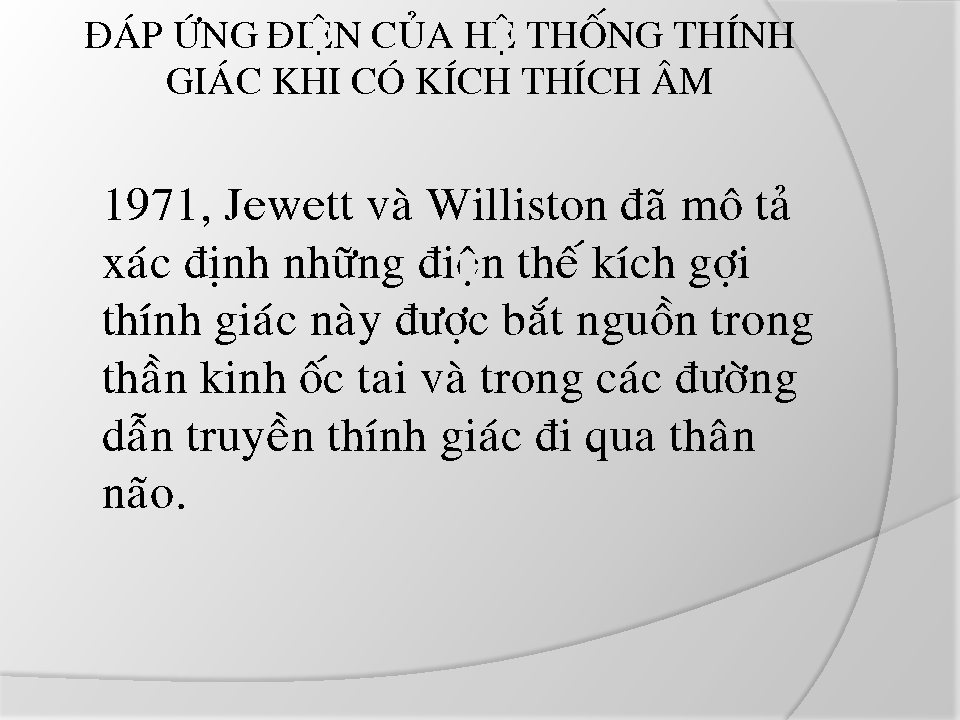 ĐÁP ỨNG ĐIỆN CỦA HỆ THỐNG THÍNH
GIÁC KHI CÓ KÍCH THÍCH ÂM
1971, Jewett và Williston đã mô tả
xác định những điện thế kích gợi
thính giác này được bắt nguồn trong
thần kinh ốc tai và trong các đường
dẫn truyền thính giác đi qua thân
não.